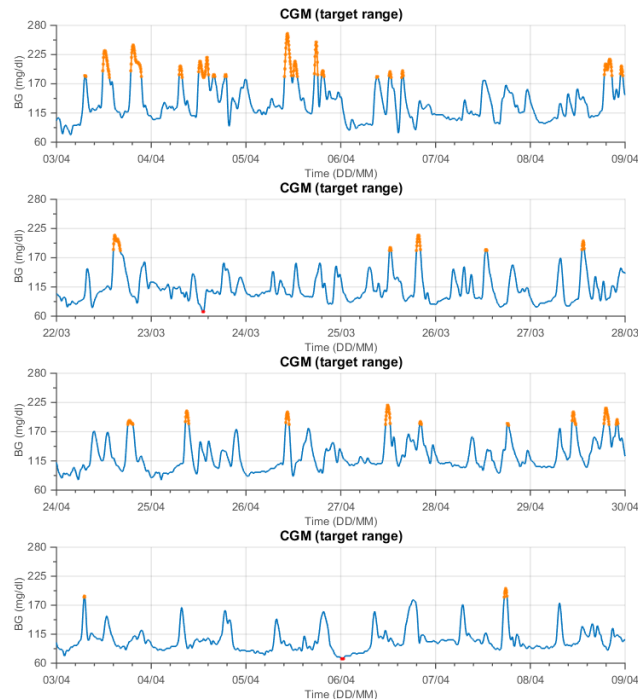 CGM (target range)
280
225
170
115
60
BG (mg/dl)
03/04 04/04 05/04 06/04 07/04 08/04 09/04
Time (DD/MM)
CGM (target range)
280
225
170
115
60
BG (mg/dl)
22/03 23/03 24/03 25/03 26/03 27/03 28/03
Time (DD/MM)
CGM (target range)
280
225
170
115
60
BG (mg/dl)
24/04 25/04 26/04 27/04 28/04 29/04 30/04
Time (DD/MM)
CGM (target range)
280
225
170
115
60
BG (mg/dl)
03/04 04/04 05/04 06/04 07/04 08/04 09/04
Time (DD/MM)